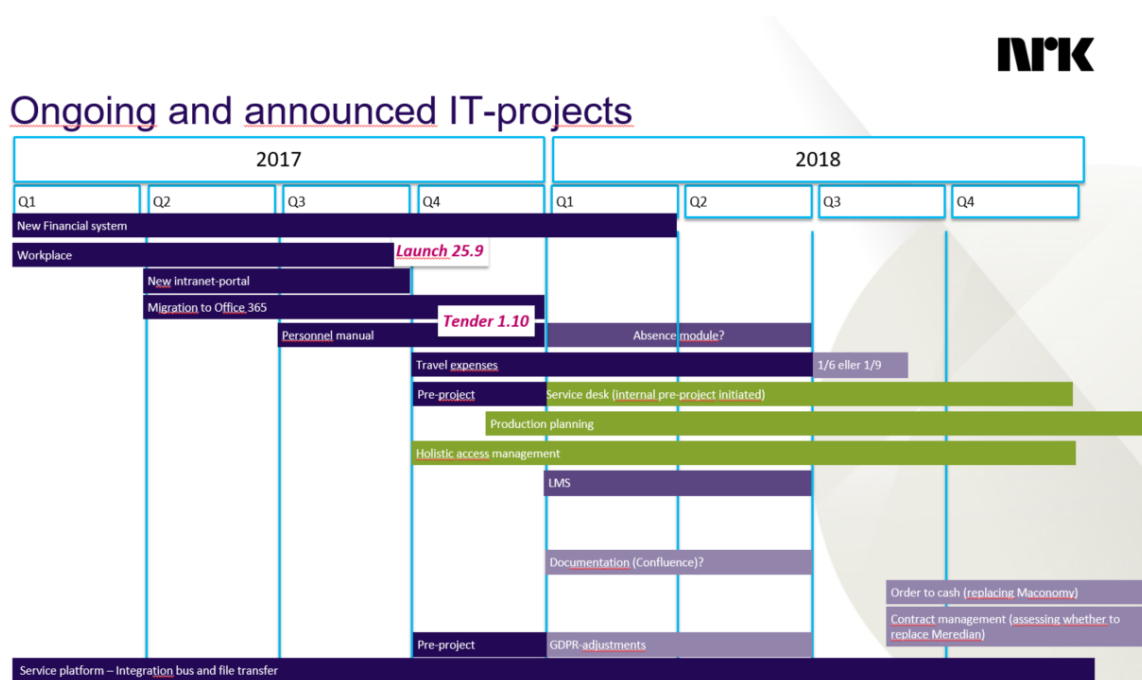 nrk
Ongoing and announced IT-projects
2017
2018
Q1
Q2
Q3
Q4
Q1
Q2
Q3
Q4
New Financial system
Workplace
Launch 25.9
New intranet-portal
Migration to Office 365
Tender 1.10
Personnel manual
Absence module?
Travel expenses
1/6 eller 1/9
Pre-project
Service desk (internal pre-project initiated)
Production planning
Holistic access management
LMS
Documentation (Confluence)?
Order to cash (replacing Maconomy)
Contract management (assessing whether to
replace Meredian)
Pre-project
GDPR-adjustments
Service platform – Integration bus and file transfer